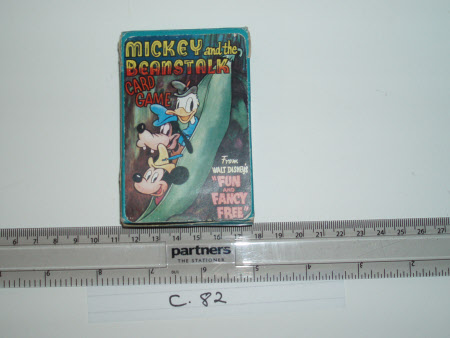 MICKEY and the
BEANSTALK
CARD
GAME
From
WALT DISNEY'S
"FUN
AND
FANCY
FREE"
partners
THE STATIONER
C. 82